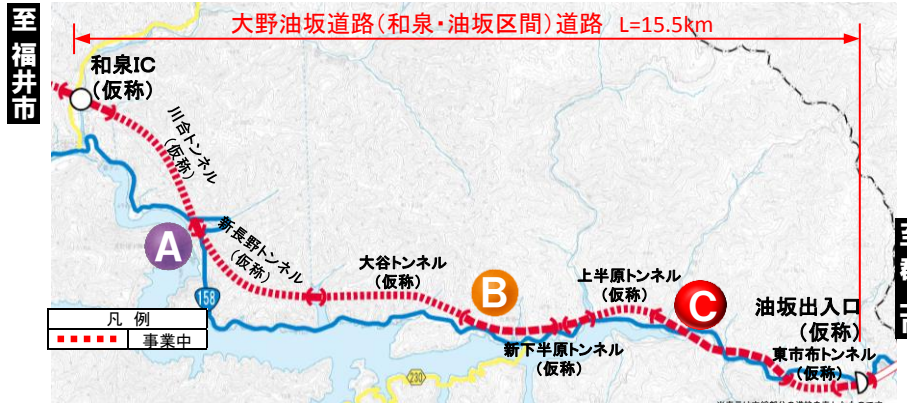 大野油坂道路(和泉・油坂区間)道路 L=15.5km
至 福井市
和泉IC
(仮称)
川合トンネル
(仮称)
新長野トンネル
(仮称)
A
158
大谷トンネル
(仮称)
B
上半原トンネル
(仮称)
C
新下半原トンネル
(仮称)
230
油坂出入口
(仮称)
東市布トンネル
(仮称)
凡 例
事業中